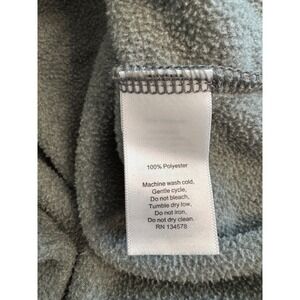 100% Polyester
Machine wash cold,
Gentle cycle,
Do not bleach,
Tumble dry low,
Do not iron,
Do not dry clean
RN 134578